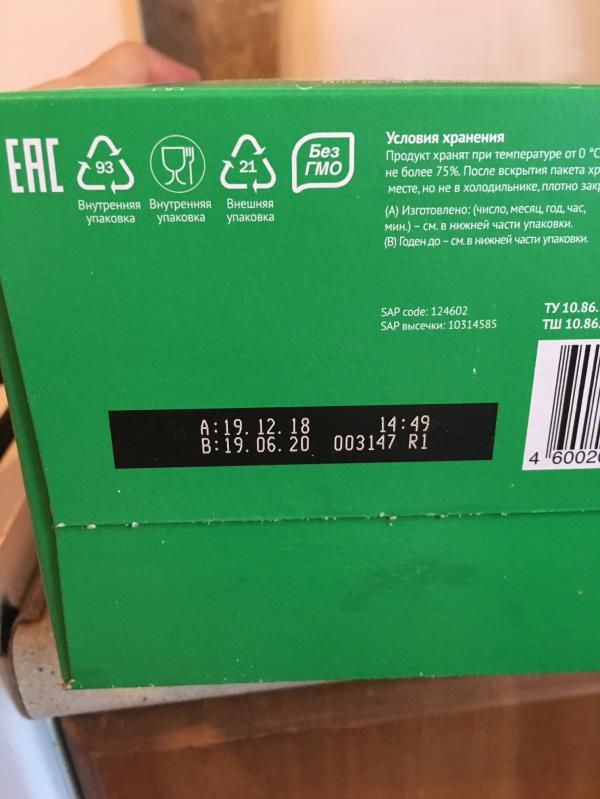 EAC
93
Внутренняя
упаковка
Внутренняя
упаковка
21
Внешняя
упаковка
Без
ГМО
Условия хранения
Продукт хранят при температуре от 0 °С
не более 75%. После вскрытия пакета хр
месте, но не в холодильнике, плотно зак
(А) Изготовлено: (число, месяц, год, час,
мин.) – см. в нижней части упаковки.
(В) Годен до – см. в нижней части упаковки.
SAP code: 124602
SAP высечки: 10314585
ТУ 10.86.
ТШ 10.86.
A:19.12.18 14:49
B:19.06.20 003147 R1
4 60020